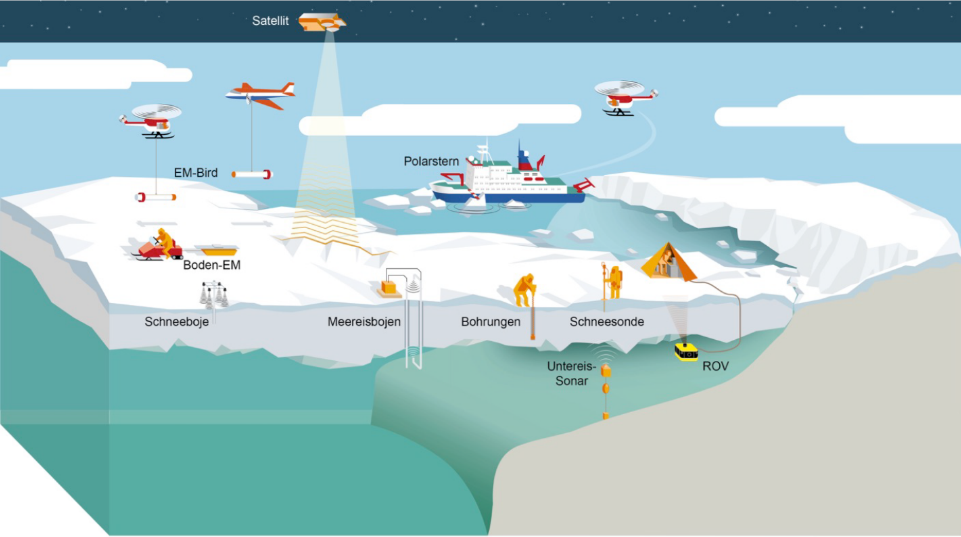 Satellit
Polarstern
EM-Bird
Boden-EM
Schneeboje
Meereisbojen
Bohrungen
Schneesonde
Untereis-
Sonar
ROV